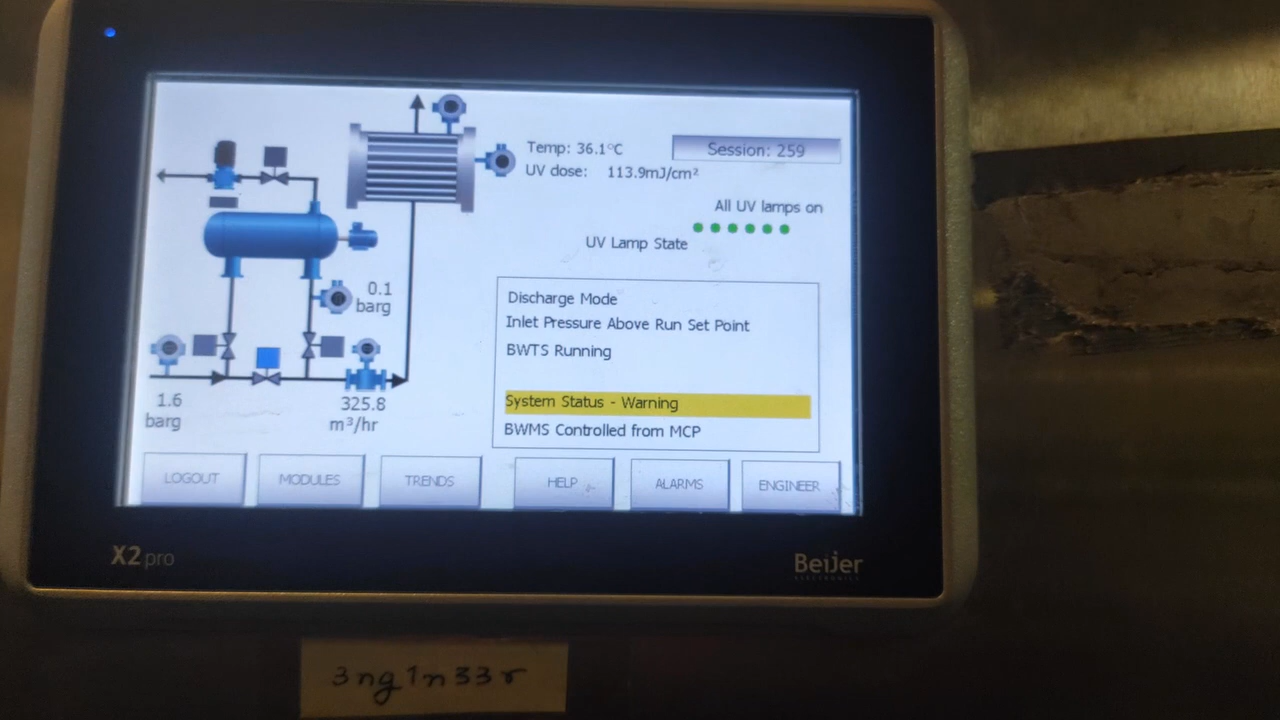 Temp: 36.1°C
Session: 259
UV dose: 113.9mJ/cm²
All UV lamps on
UV Lamp State
0.1
barg
Discharge Mode
Inlet Pressure Above Run Set Point
BWTS Running
1.6
barg
325.8
m³/hr
System Status - Warning
BWMS Controlled from MCP
LOGOUT
MODULES
TRENDS
HELP
ALARMS
ENGINEER
X2 pro
Beijer
ELECTRONICS
3ng1n33r